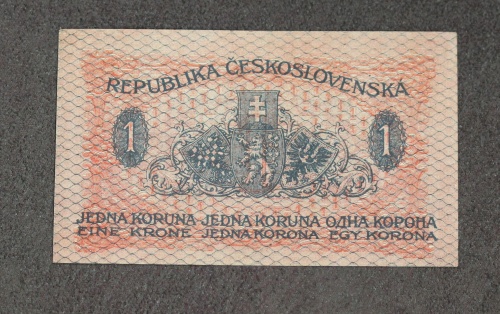 REPUBLIKA ČESKOSLOVENSKÁ
1 1
JEDNA KORUNA JEDNA KORUNA ОДНА КОРОНА
EINE KRONE JEDNA KORONA EGY KORONA